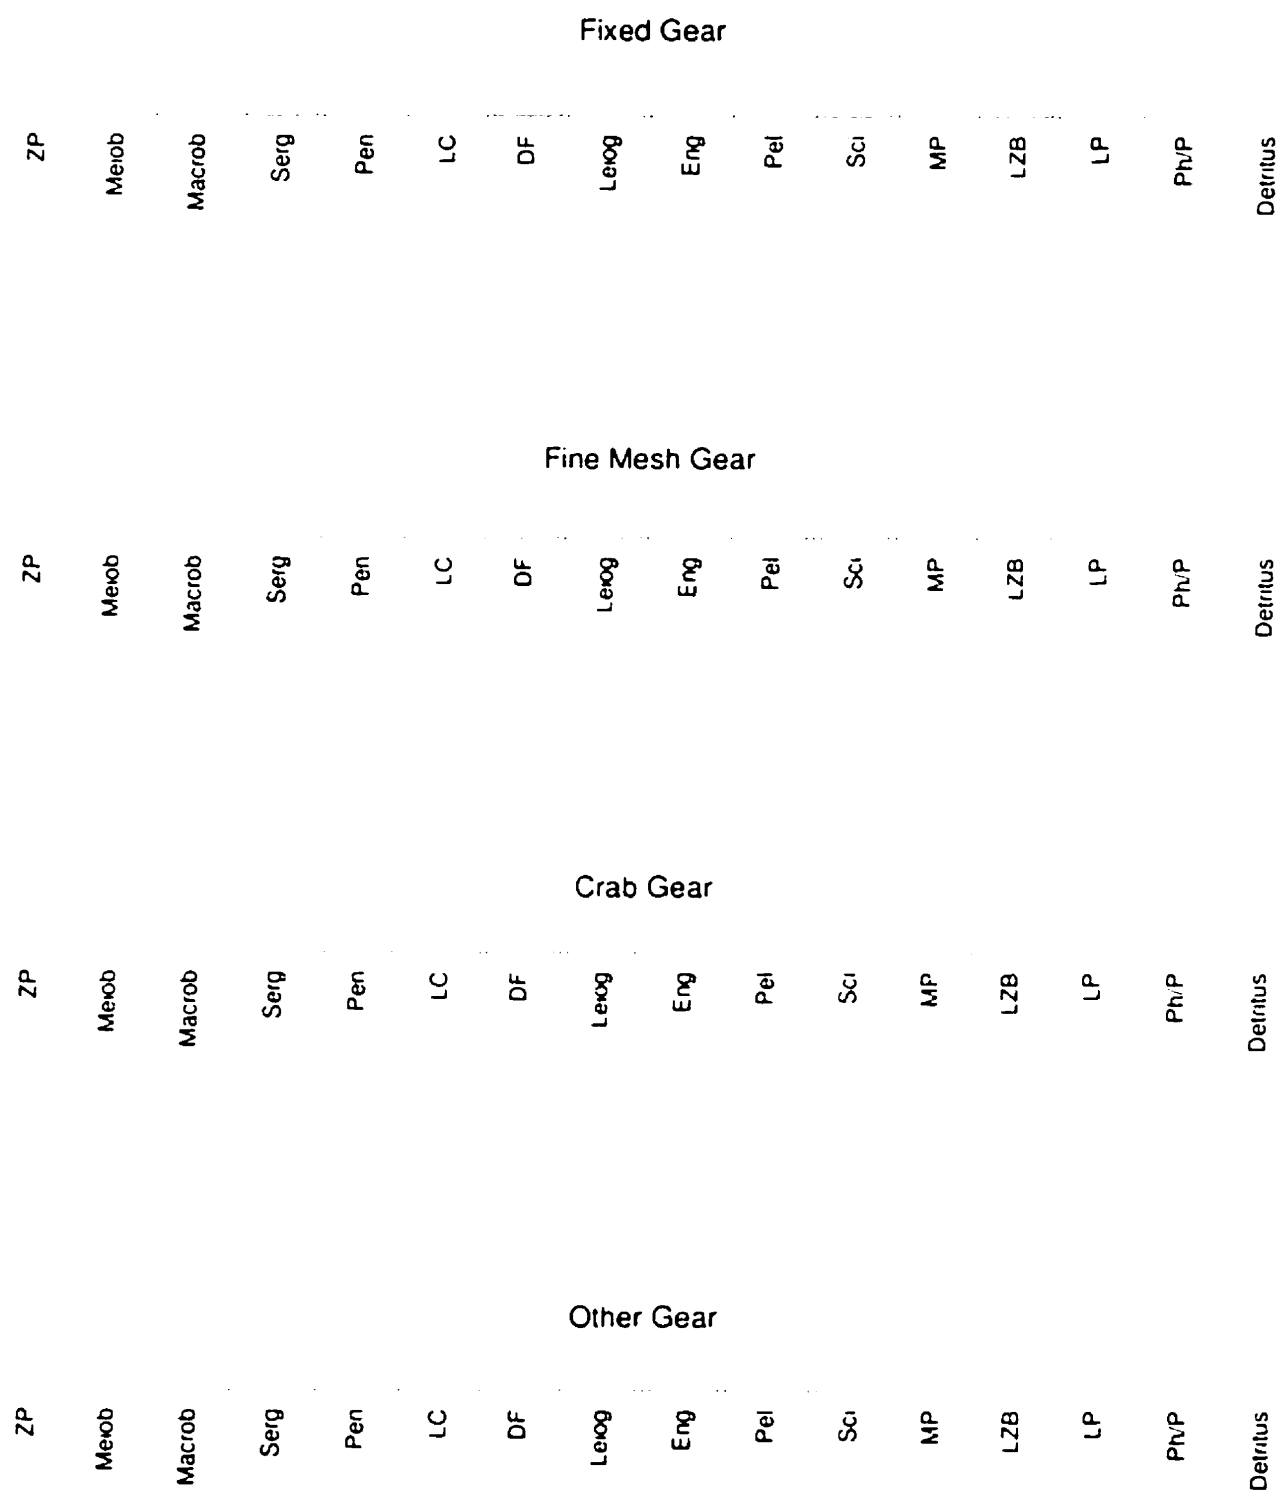 Fixed Gear
ZP Meiob Macrob Serg Pen LC DF Leiog Eng Pel Sci MP LZB LP Ph/P Detritus
Fine Mesh Gear
ZP Meiob Macrob Serg Pen LC DF Leiog Eng Pel Sci MP LZB LP Ph/P Detritus
Crab Gear
ZP Meiob Macrob Serg Pen LC DF Leiog Eng Pel Sci MP LZB LP Ph/P Detritus
Other Gear
ZP Meiob Macrob Serg Pen LC DF Leiog Eng Pel Sci MP LZB LP Ph/P Detritus